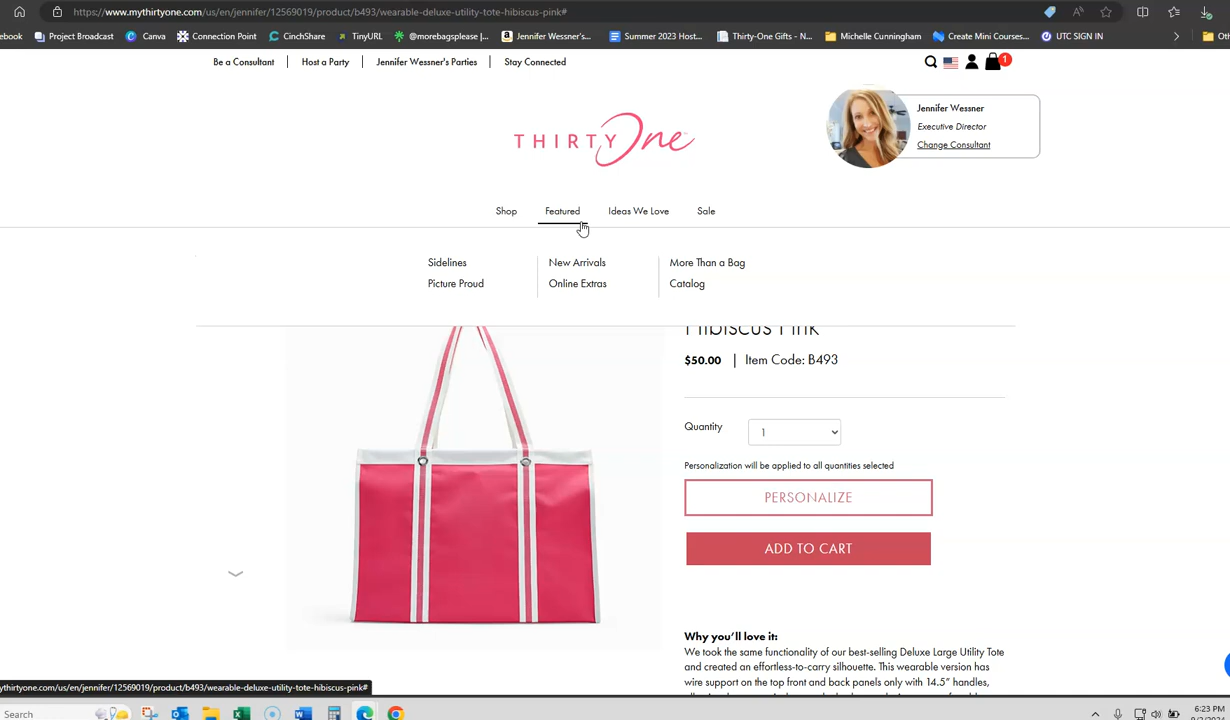 https://www.mythirtyone.com/us/en/jennifer/12569019/product/b493/wearable-deluxe-utility-tote-hibiscus-pink#
ebook Project Broadcast Canva Connection Point CinchShare TinyURL @morebagsplease |... Jennifer Wessner's... Summer 2023 Host... Thirty-One Gifts - N... Michelle Cunningham Create Mini Courses... UTC SIGN IN Oth
Be a Consultant Host a Party Jennifer Wessner's Parties Stay Connected
1
Jennifer Wessner
Executive Director
Change Consultant
THIRTY One
Shop Featured Ideas We Love Sale
Sidelines New Arrivals More Than a Bag
Picture Proud Online Extras Catalog
Hibiscus Pink
$50.00 | Item Code: B493
Quantity 1
Personalization will be applied to all quantities selected
PERSONALIZE
ADD TO CART
Why you'll love it:
We took the same functionality of our best-selling Deluxe Large Utility Tote
and created an effortless-to-carry silhouette. This wearable version has
wire support on the top front and back panels only with 14.5" handles,
ythirtyone.com/us/en/jennifer/12569019/product/b493/wearable-deluxe-utility-tote-hibiscus-pink#
Search
6:23 PM